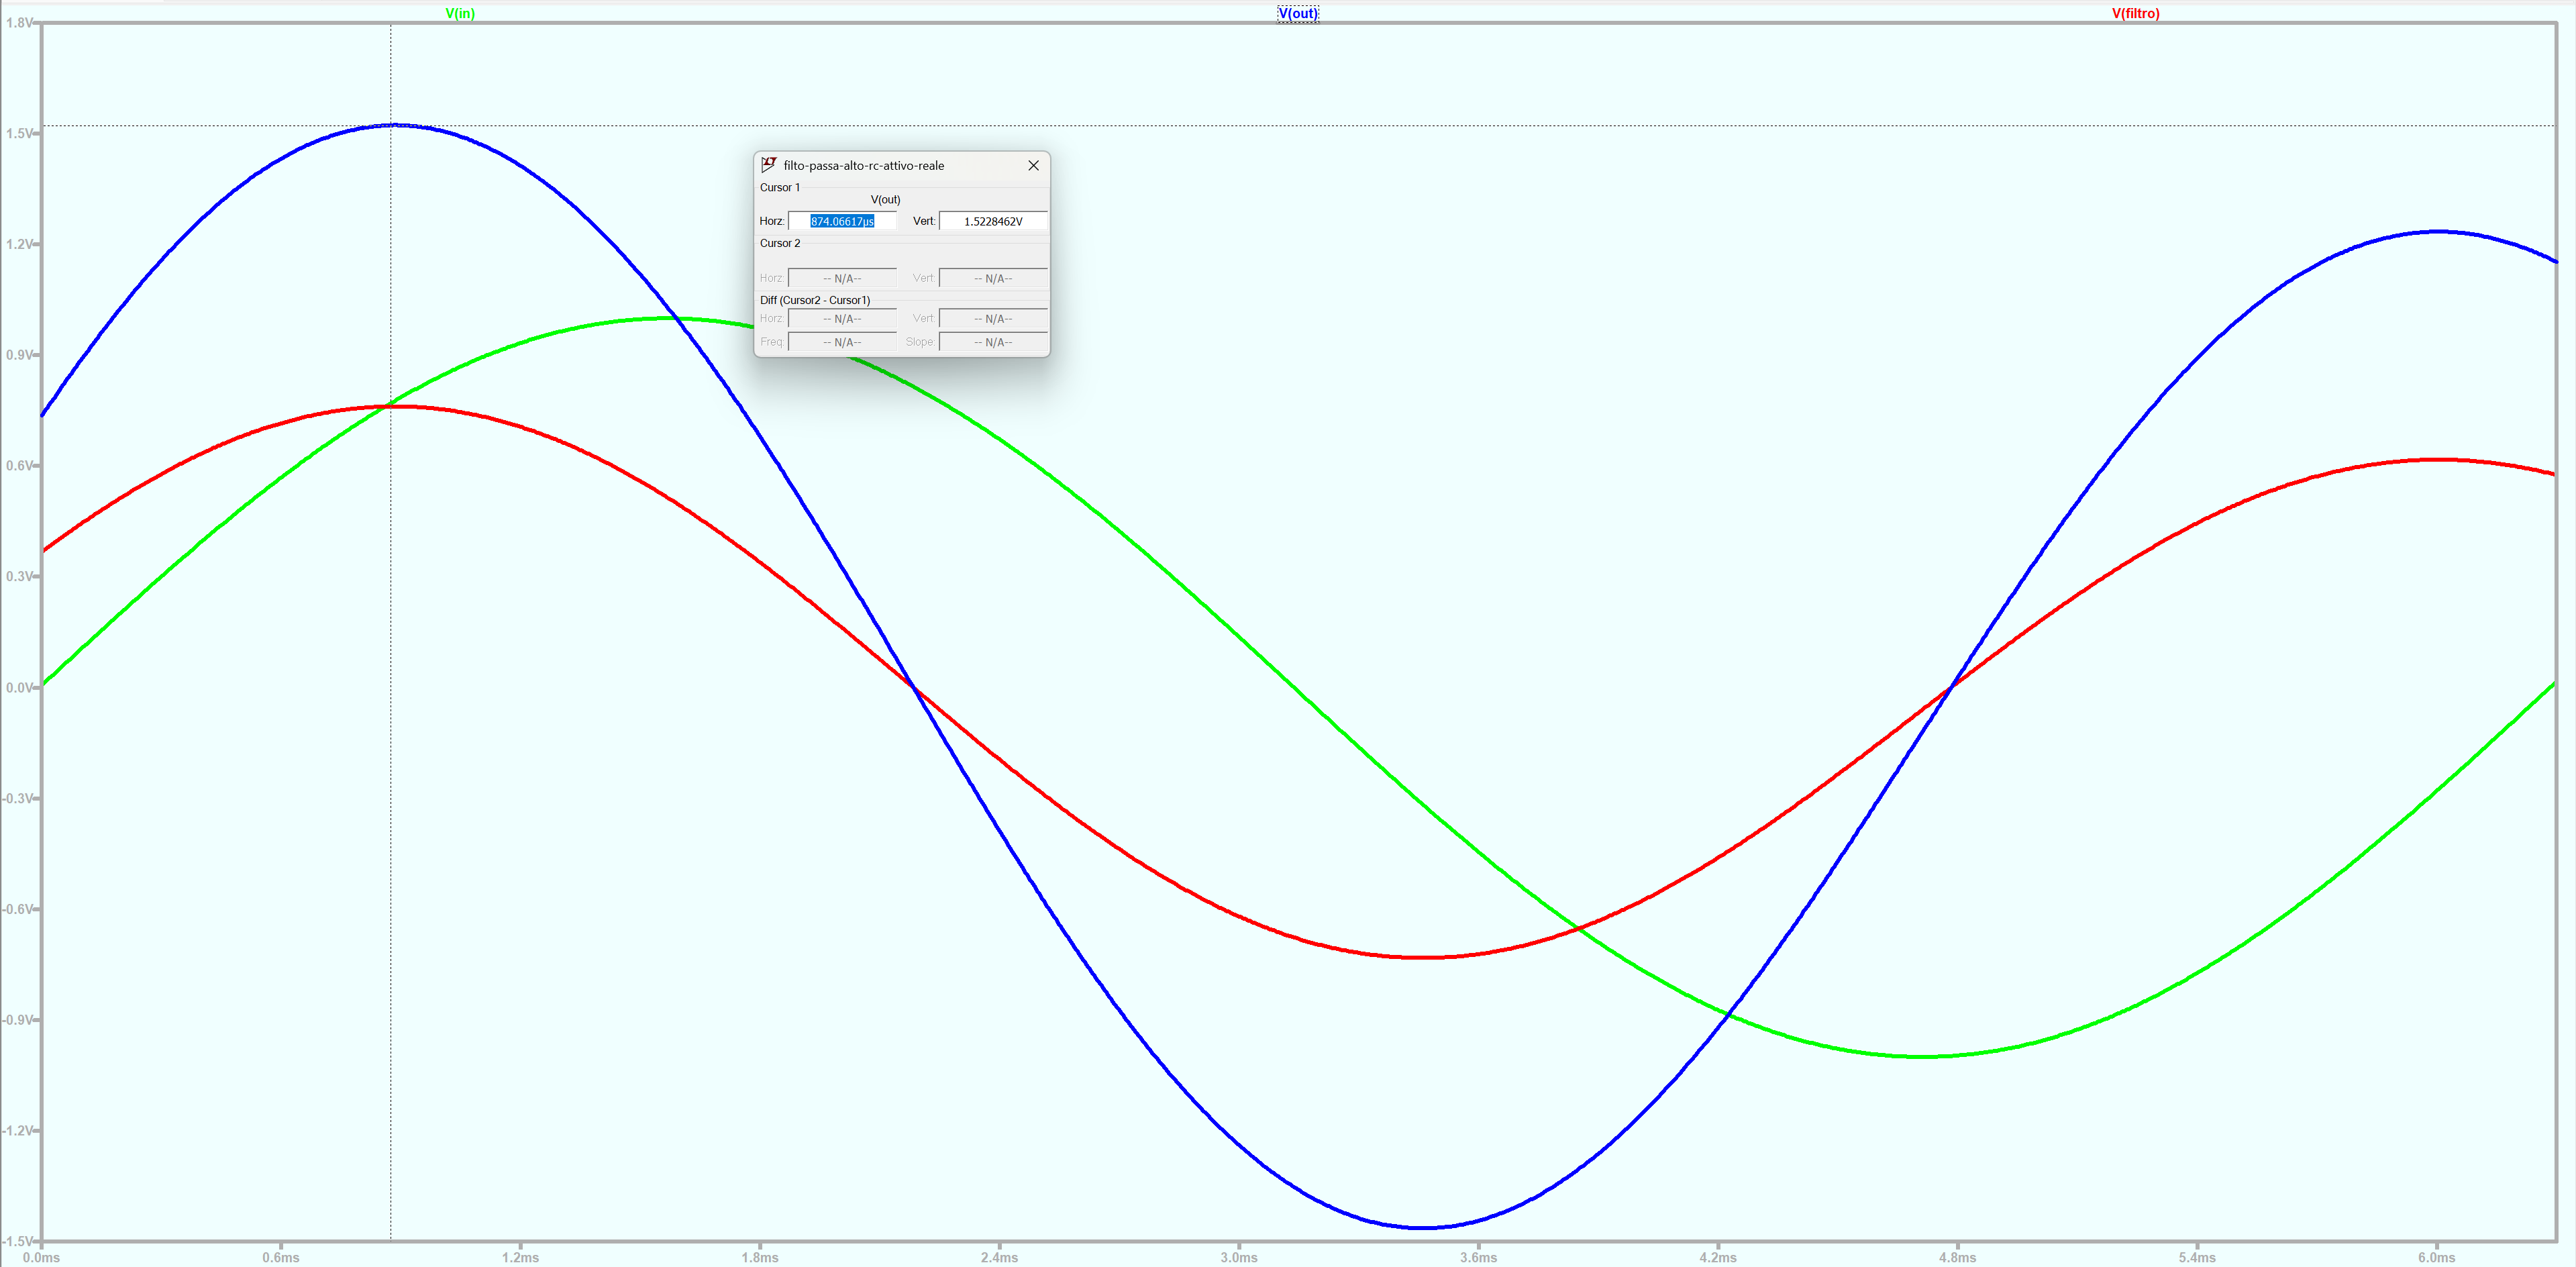 V(in) V(out) V(filtro)
1.8V
1.5V
1.2V
0.9V
0.6V
0.3V
0.0V
-0.3V
-0.6V
-0.9V
-1.2V
-1.5V
0.0ms 0.6ms 1.2ms 1.8ms 2.4ms 3.0ms 3.6ms 4.2ms 4.8ms 5.4ms 6.0ms
filto-passa-alto-rc-attivo-reale
Cursor 1
V(out)
Horz: 874.06617µs Vert: 1.5228462V
Cursor 2
Horz: -- N/A-- Vert: -- N/A--
Diff (Cursor2 - Cursor1)
Horz: -- N/A-- Vert: -- N/A--
Freq: -- N/A-- Slope: -- N/A--